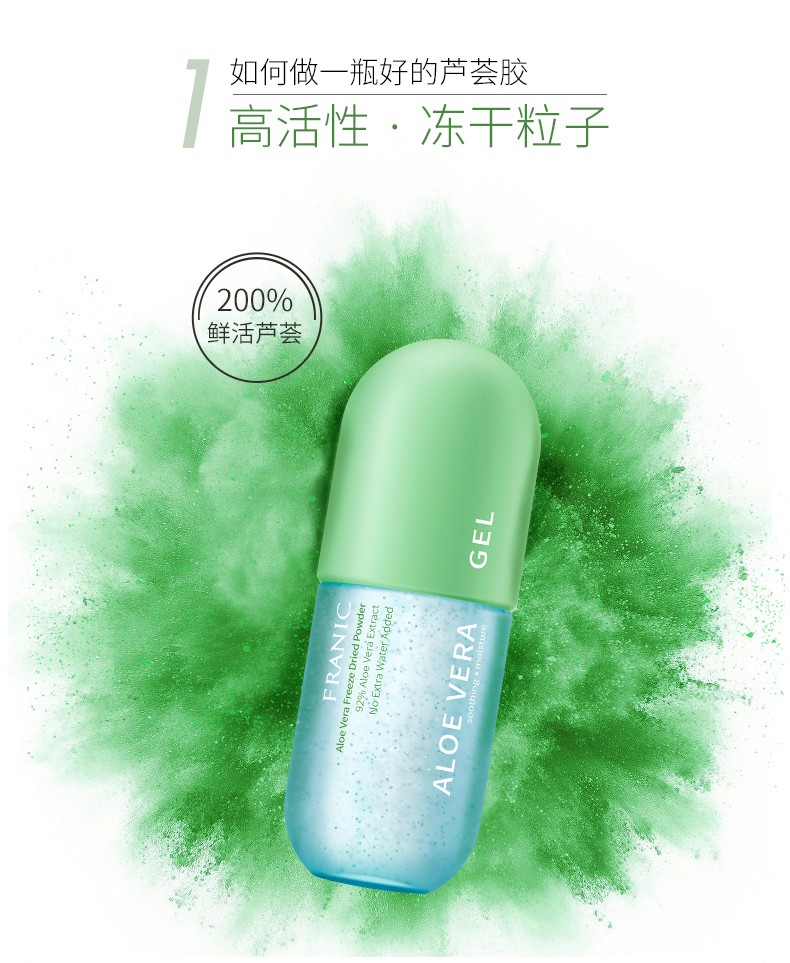 1
如何做一瓶好的芦荟胶
高活性·冻干粒子
200%
鲜活芦荟
GEL
FRANIC
Aloe Vera Freeze Dried Powder
92% Aloe Vera Extract
No Extra Water Added
ALOE VERA
soothing • moisture